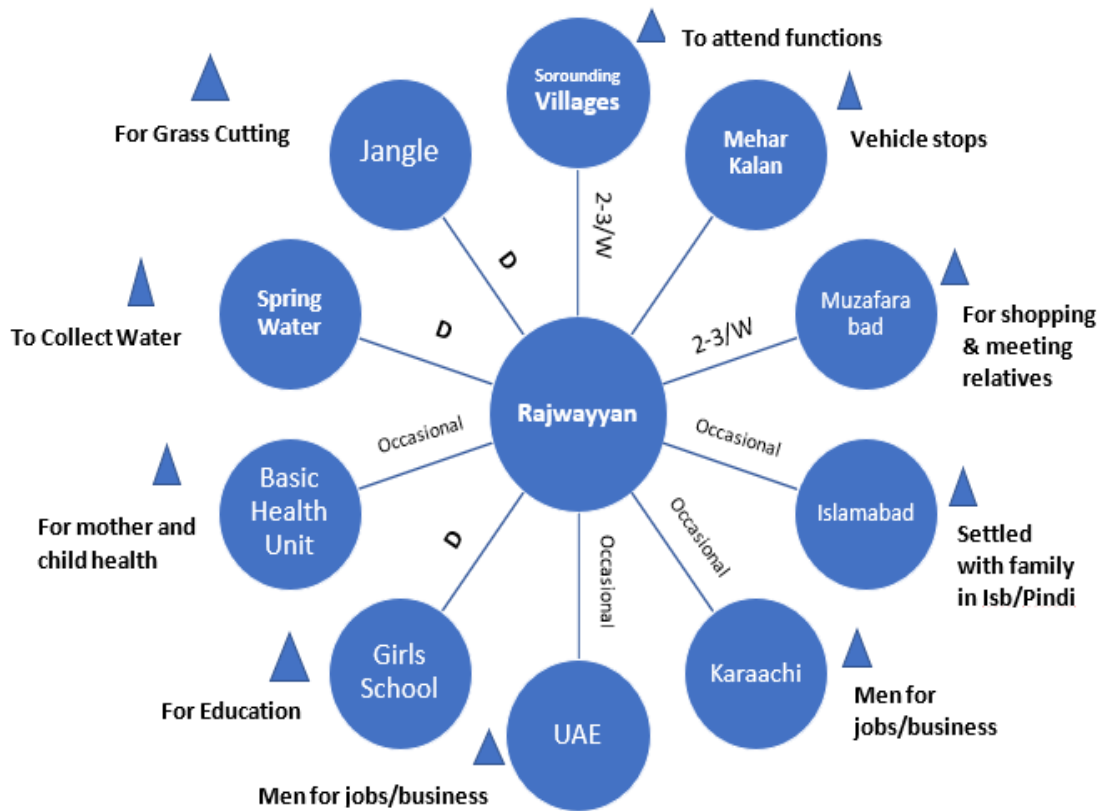 To attend functions
Sorounding
Villages
2-3/W
Mehar
Kalan
Vehicle stops
Muzafara
bad
2-3/W
For shopping
& meeting
relatives
Islamabad
Occasional
Settled
with family
in Isb/Pindi
Karaachi
Occasional
Men for
jobs/business
UAE
Occasional
Men for jobs/business
Girls
School
D
For Education
Basic
Health
Unit
Occasional
For mother and
child health
Spring
Water
D
To Collect Water
Jangle
D
For Grass Cutting
Rajwayyan